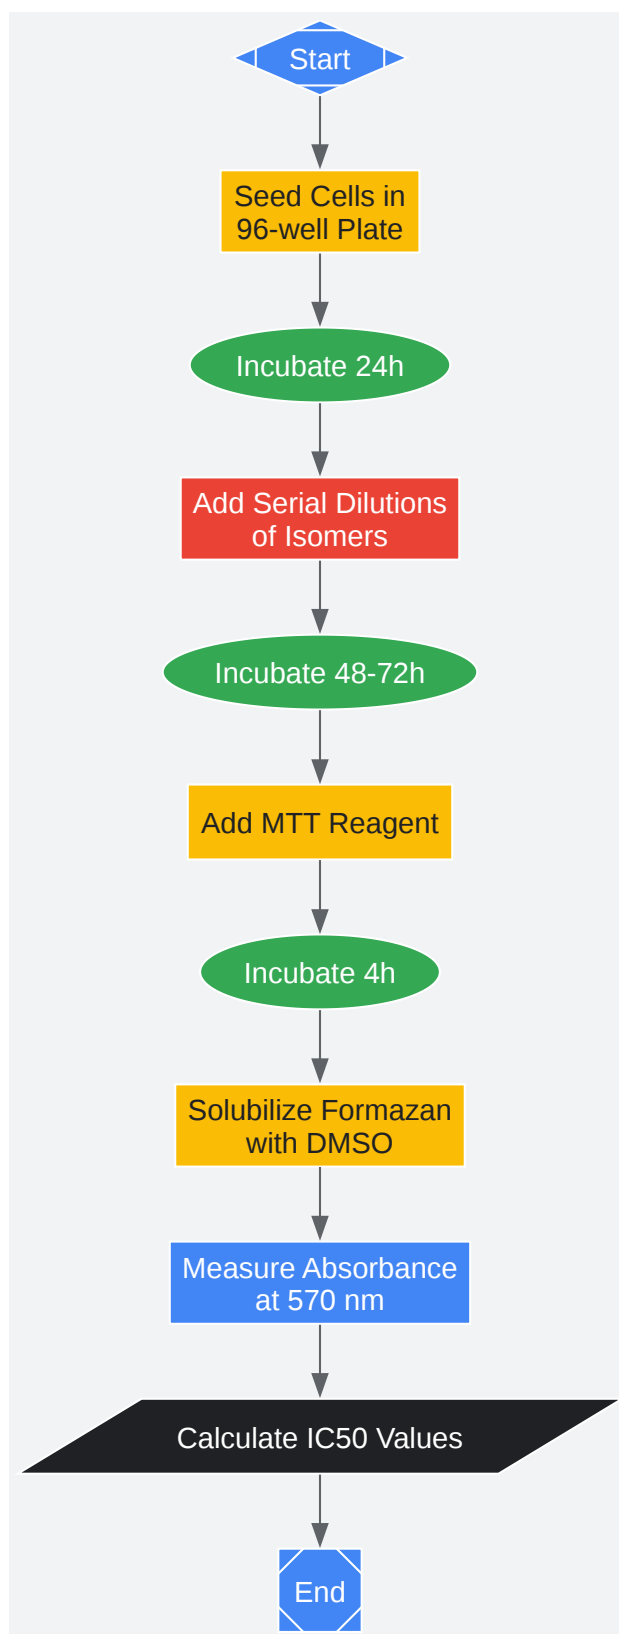 Start
Seed Cells in
96-well Plate
Incubate 24h
Add Serial Dilutions
of Isomers
Incubate 48-72h
Add MTT Reagent
Incubate 4h
Solubilize Formazan
with DMSO
Measure Absorbance
at 570 nm
Calculate IC50 Values
End